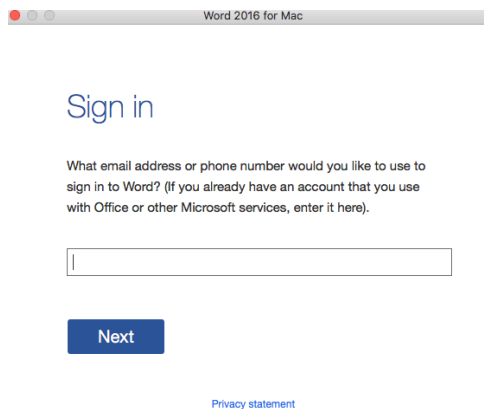 Word 2016 for Mac
Sign in
What email address or phone number would you like to use to
sign in to Word? (If you already have an account that you use
with Office or other Microsoft services, enter it here).
Next
Privacy statement